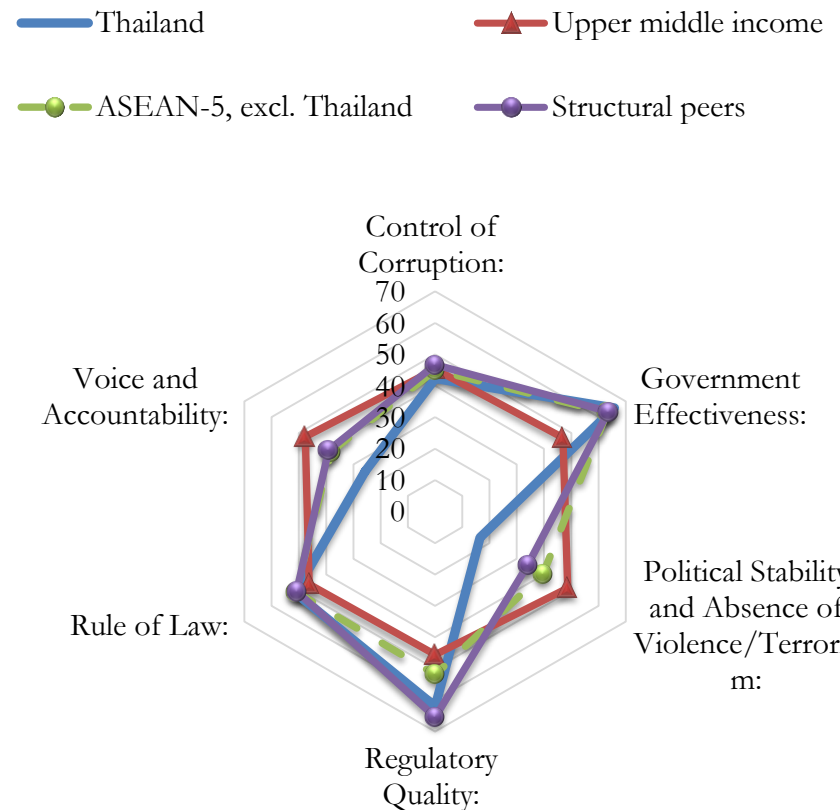 Thailand
Upper middle income
ASEAN-5, excl. Thailand
Structural peers
Control of
Corruption:
70
60
50
40
30
20
10
0
Government
Effectiveness:
Political Stability
and Absence of
Violence/Terroris
m:
Regulatory
Quality:
Rule of Law:
Voice and
Accountability: